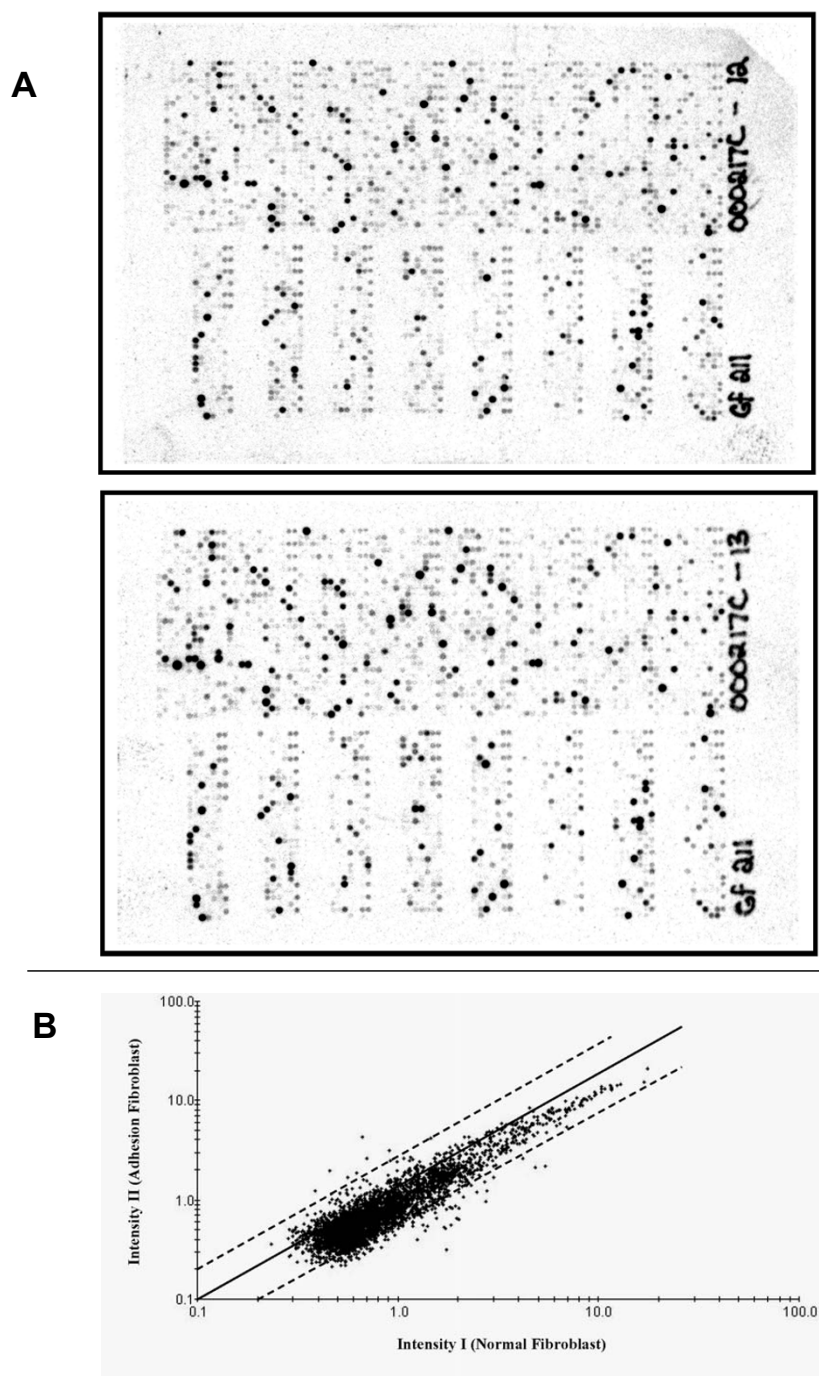 A
000217C - 12
Gf 211
000217C - 13
Gf 211
B
100.0
10.0
1.0
0.1
Intensity II (Adhesion Fibroblast)
0.1 1.0 10.0 100.0
Intensity I (Normal Fibroblast)